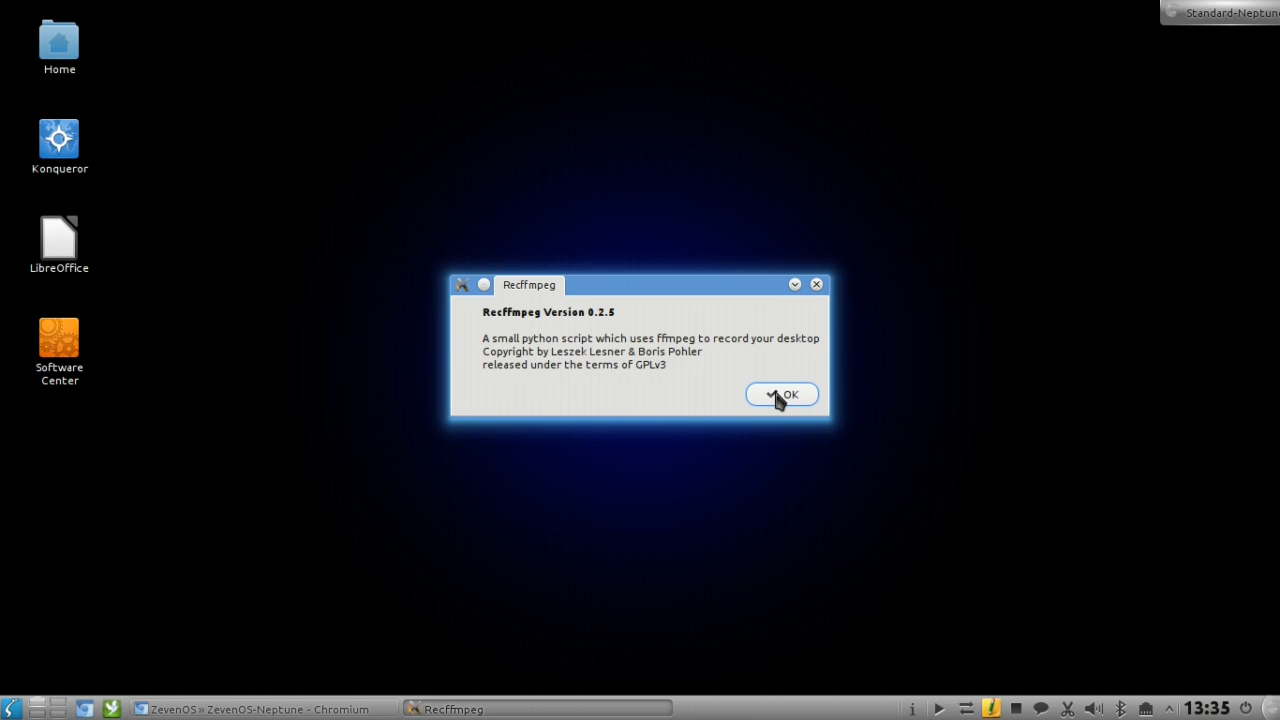 Standard-Neptun
Home
Konqueror
LibreOffice
Software
Center
Recffmpeg
Recffmpeg Version 0.2.5
A small python script which uses ffmpeg to record your desktop
Copyright by Leszek Lesner & Boris Pohler
released under the terms of GPLv3
OK
ZevenOS » ZevenOS-Neptune - Chromium
Recffmpeg
13:35